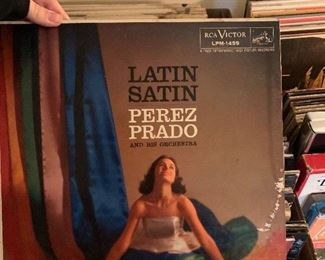 RCA VICTOR
LPM-1459
LATIN
SATIN
PEREZ
PRADO
AND HIS ORCHESTRA